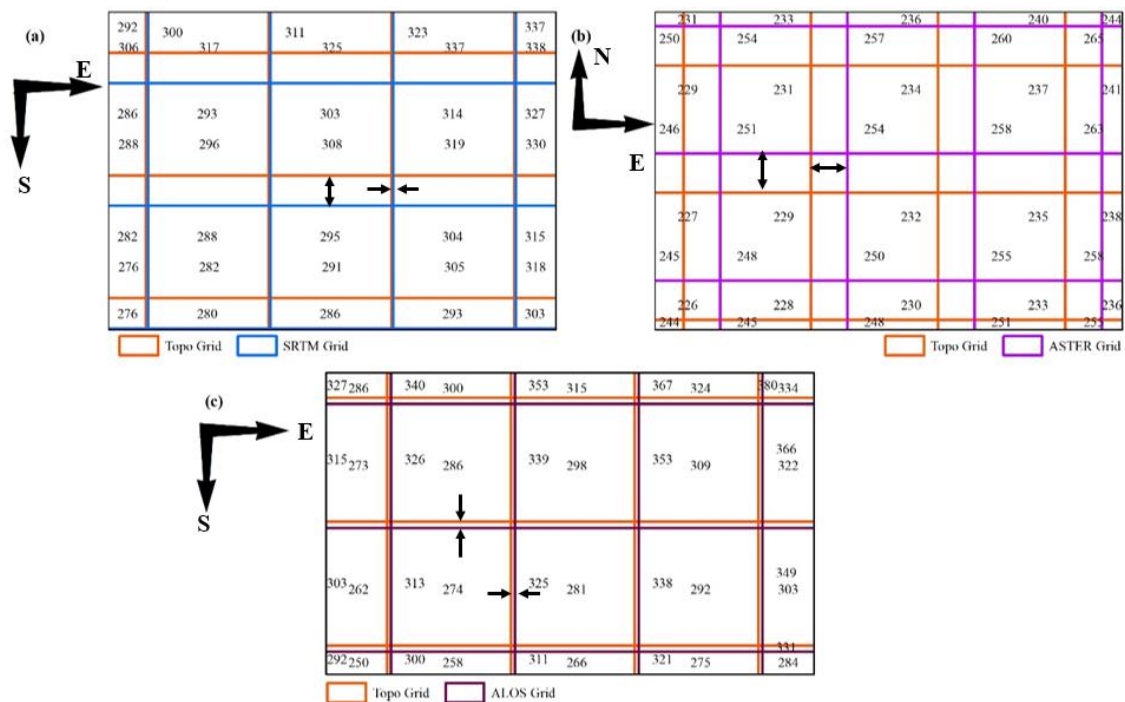 (a)
E
S
292 300 311 323 337
306 317 325 337 338
286 293 303 314 327
288 296 308 319 330
282 288 295 304 315
276 282 291 305 318
276 280 286 293 303
Topo Grid SRTM Grid
(b)
N
E
231 233 236 240 244
250 254 257 260 265
229 231 234 237 241
246 251 254 258 263
227 229 232 235 238
245 248 250 255 258
226 228 230 233 236
244 245 248 251
Topo Grid ASTER Grid
(c)
E
S
327 340 353 367 380
286 300 315 324 334
315 326 339 353 366
273 286 298 309 322
303 313 325 338 349
262 274 281 292 303
292 300 311 321 331
250 258 266 275 284
Topo Grid ALOS Grid